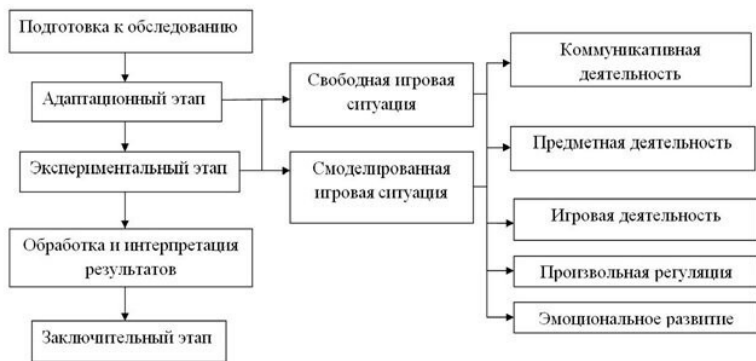 Подготовка к обследованию
Адаптационный этап
Экспериментальный этап
Обработка и интерпретация
результатов
Заключительный этап
Свободная игровая
ситуация
Смоделированная
игровая ситуация
Коммуникативная
деятельность
Предметная деятельность
Игровая деятельность
Произвольная регуляция
Эмоциональное развитие